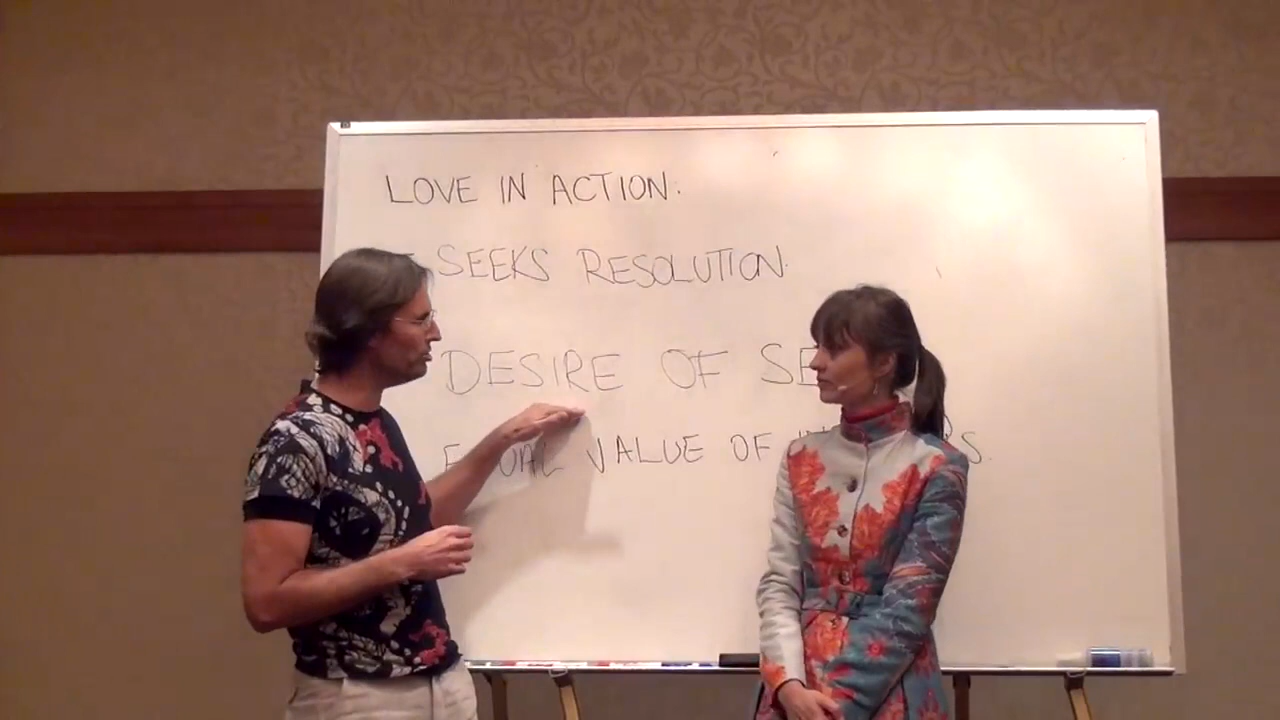 LOVE IN ACTION:
SEEKS RESOLUTION.
DESIRE OF
VALUE OF